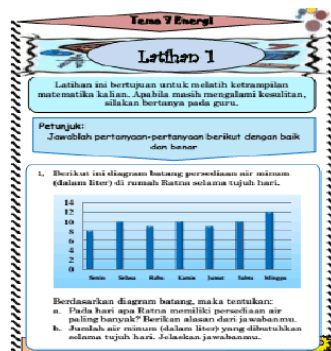 Tema 7 Energi
Latihan 1
Latihan ini bertujuan untuk melatih ketrampilan
matematika kalian. Apabila masih mengalami kesulitan,
silakan bertanya pada guru.
Petunjuk:
Jawablah pertanyaan-pertanyaan berikut dengan baik
dan benar
1. Berikut ini diagram batang persediaan air minum
(dalam liter) di rumah Ratna selama tujuh hari.
14
12
10
8
6
4
2
0
Senin Selasa Rabu Kamis Jumat Sabtu Minggu
Berdasarkan diagram batang, maka tentukan:
a. Pada hari apa Ratna memiliki persediaan air
paling banyak? Berikan alasan dari jawabanmu.
b. Jumlah air minum (dalam liter) yang dibutuhkan
selama tujuh hari. Jelaskan jawabanmu.